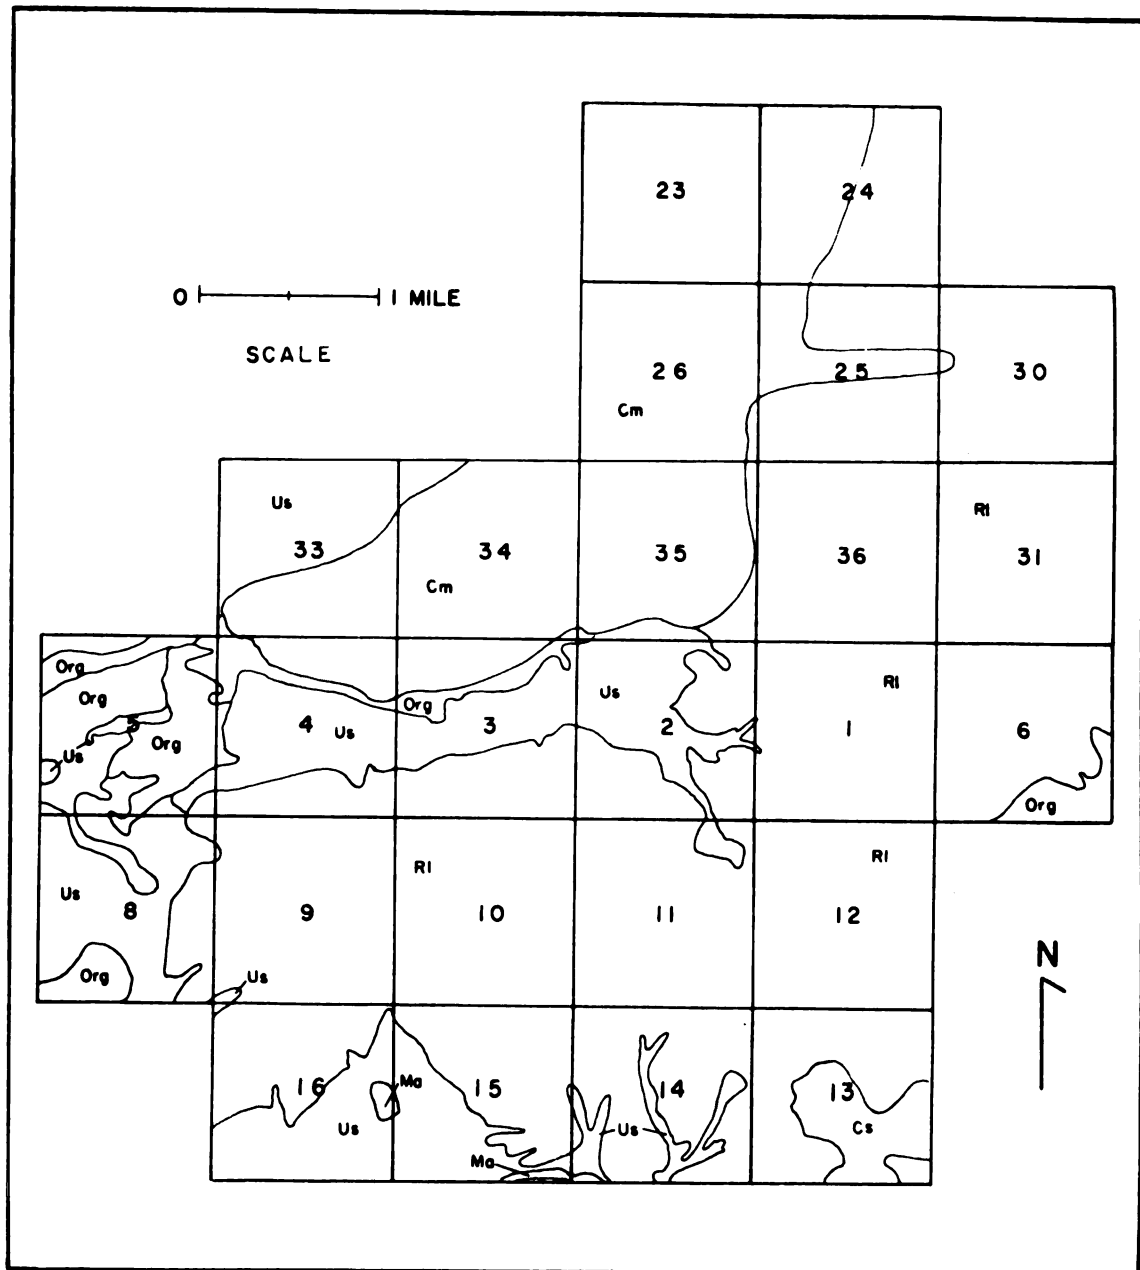 23 24
0 1 MILE
SCALE
26 25 30
Cm
Us Rl
33 34 35 36 31
Cm
Org
Org Us Rl
Org
5 4 Us 3 2 1 6
Org
Us
Org
Rl Rl
Us
8 9 10 11 12
N
Org Us
16 Ma 15 14 13
Us Us Cs
Ma